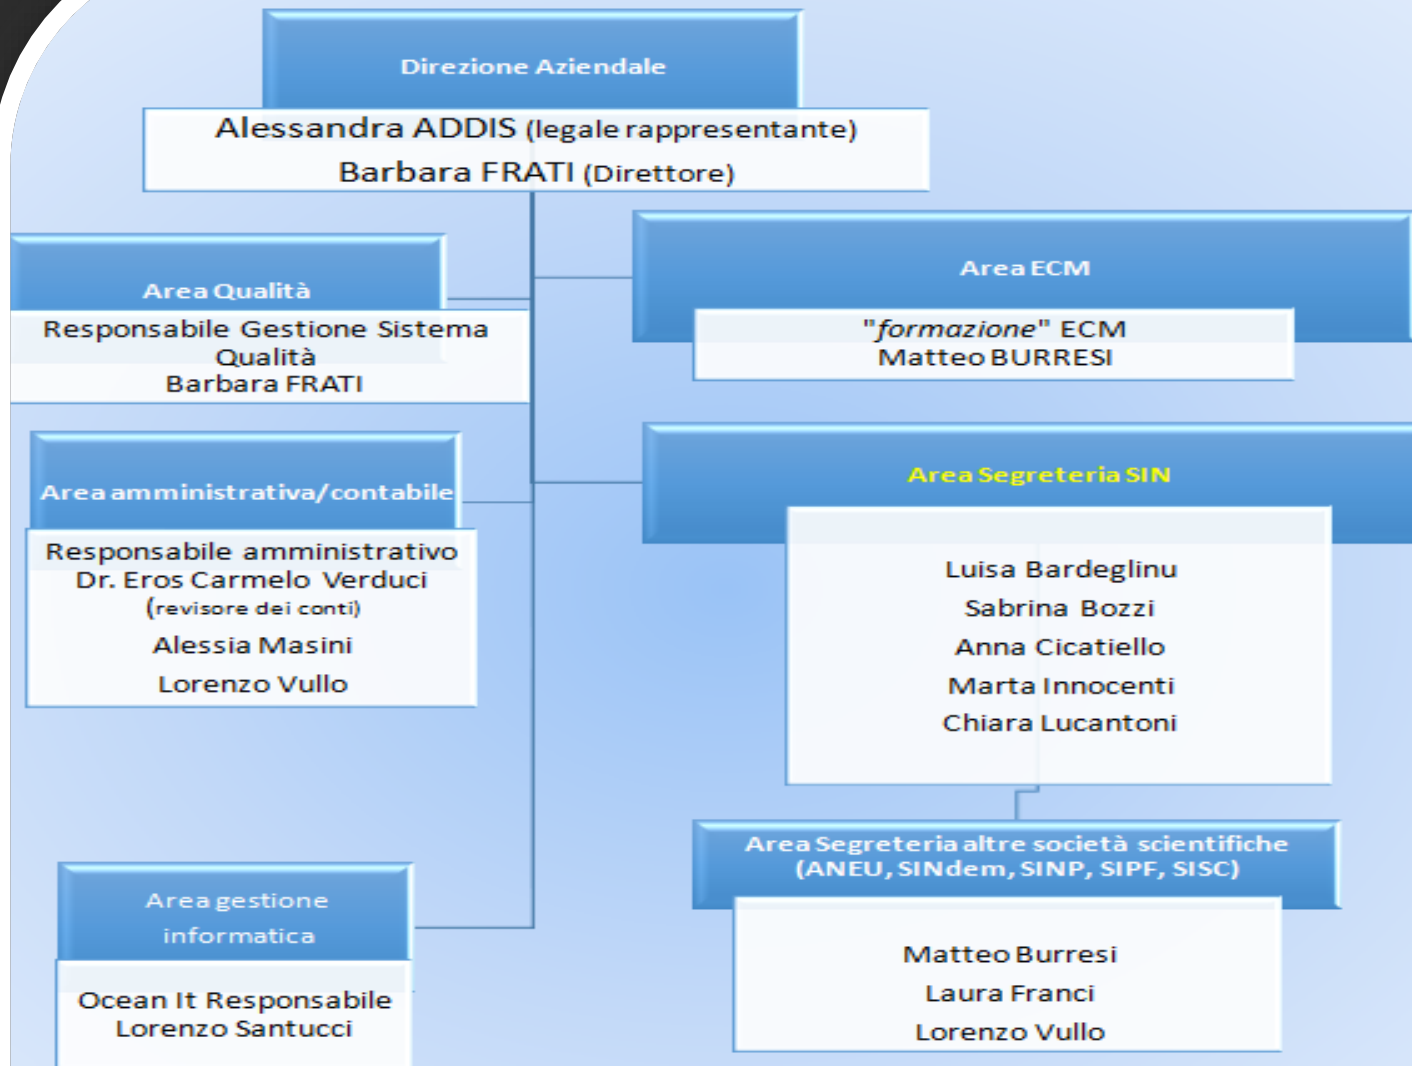 Direzione Aziendale
Alessandra ADDIS (legale rappresentante)
Barbara FRATI (Direttore)
Area Qualità
Responsabile Gestione Sistema
Qualità
Barbara FRATI
Area ECM
"formazione" ECM
Matteo BURRESI
Area amministrativa/contabile
Responsabile amministrativo
Dr. Eros Carmelo Verduci
(revisore dei conti)
Alessia Masini
Lorenzo Vullo
Area Segreteria SIN
Luisa Bardeglinu
Sabrina Bozzi
Anna Cicatiello
Marta Innocenti
Chiara Lucantoni
Area Segreteria altre società scientifiche
(ANEU, SINdem, SINP, SIPF, SISC)
Matteo Burresi
Laura Franci
Lorenzo Vullo
Area gestione
informatica
Ocean It Responsabile
Lorenzo Santucci